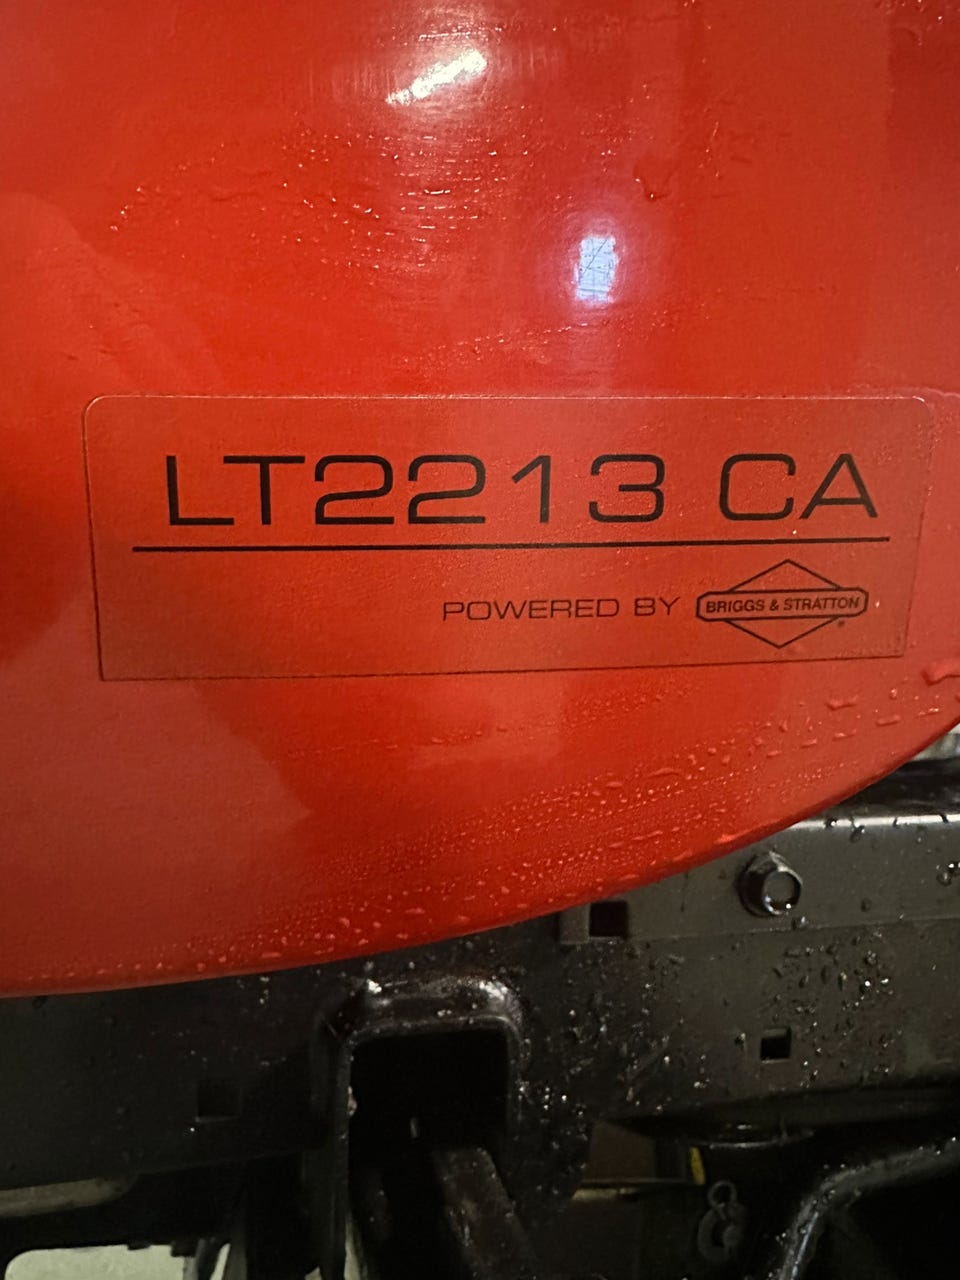 LT2213 CA
POWERED BY BRIGGS & STRATTON